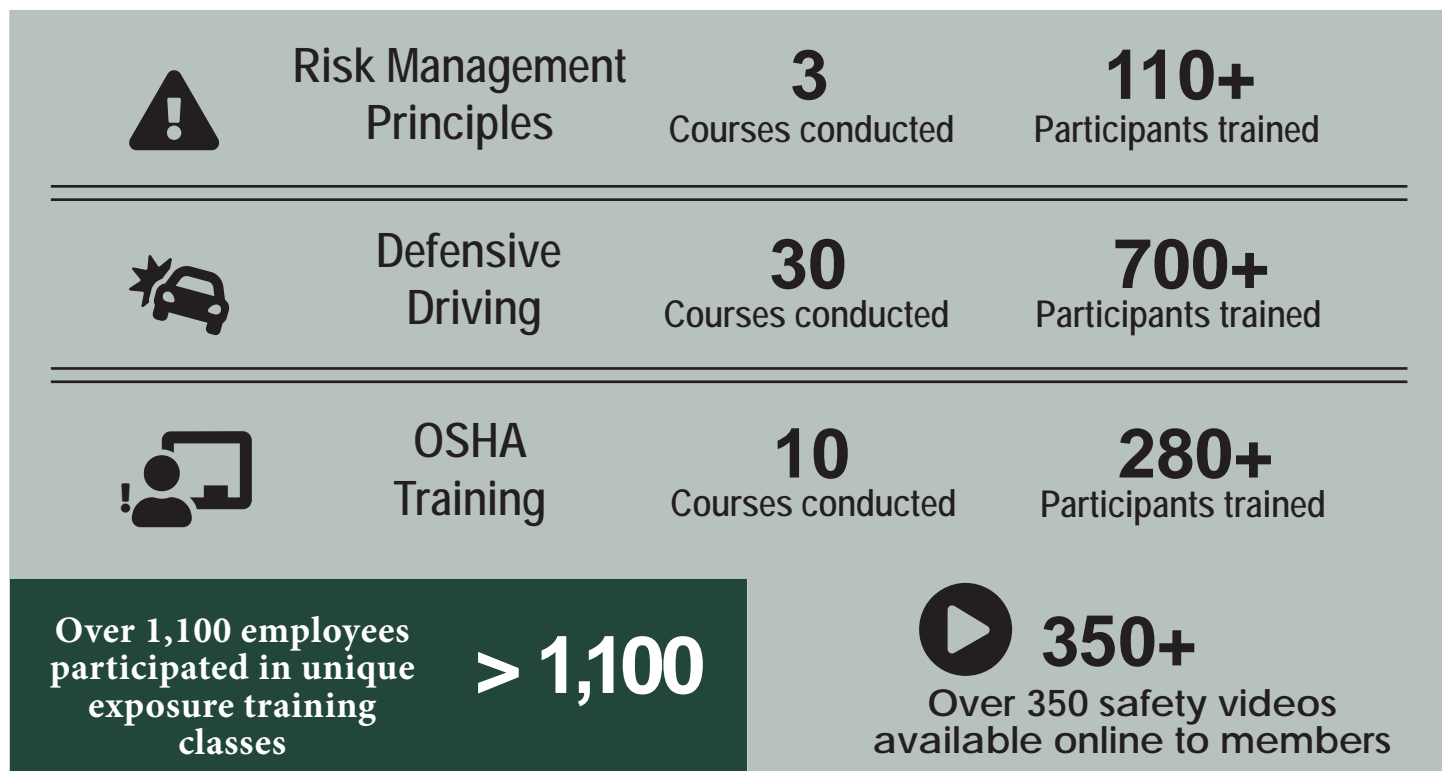 Risk Management
Principles
3
Courses conducted
110+
Participants trained
Defensive
Driving
30
Courses conducted
700+
Participants trained
OSHA
Training
10
Courses conducted
280+
Participants trained
Over 1,100 employees
participated in unique
exposure training
classes
> 1,100
350+
Over 350 safety videos
available online to members